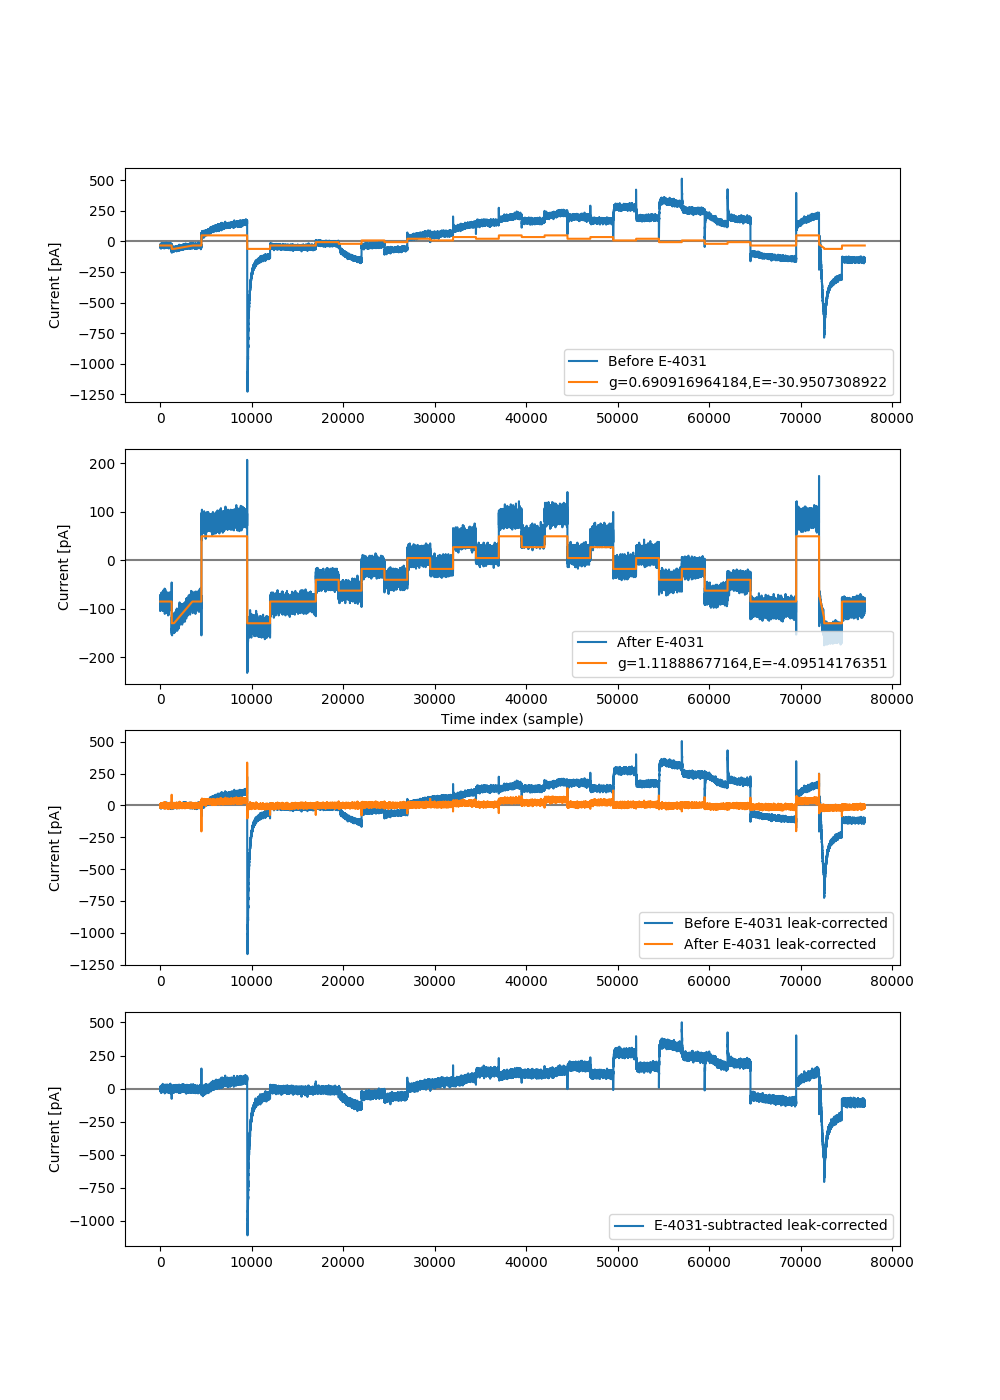 500
250
0
−250
−500
−750
−1000
−1250
Current [pA]
Before E-4031
g=0.690916964184,E=-30.9507308922
0 10000 20000 30000 40000 50000 60000 70000 80000
200
100
0
−100
−200
Current [pA]
After E-4031
g=1.11888677164,E=-4.09514176351
0 10000 20000 30000 40000 50000 60000 70000 80000
Time index (sample)
500
250
0
−250
−500
−750
−1000
−1250
Current [pA]
Before E-4031 leak-corrected
After E-4031 leak-corrected
0 10000 20000 30000 40000 50000 60000 70000 80000
500
250
0
−250
−500
−750
−1000
Current [pA]
E-4031-subtracted leak-corrected
0 10000 20000 30000 40000 50000 60000 70000 80000